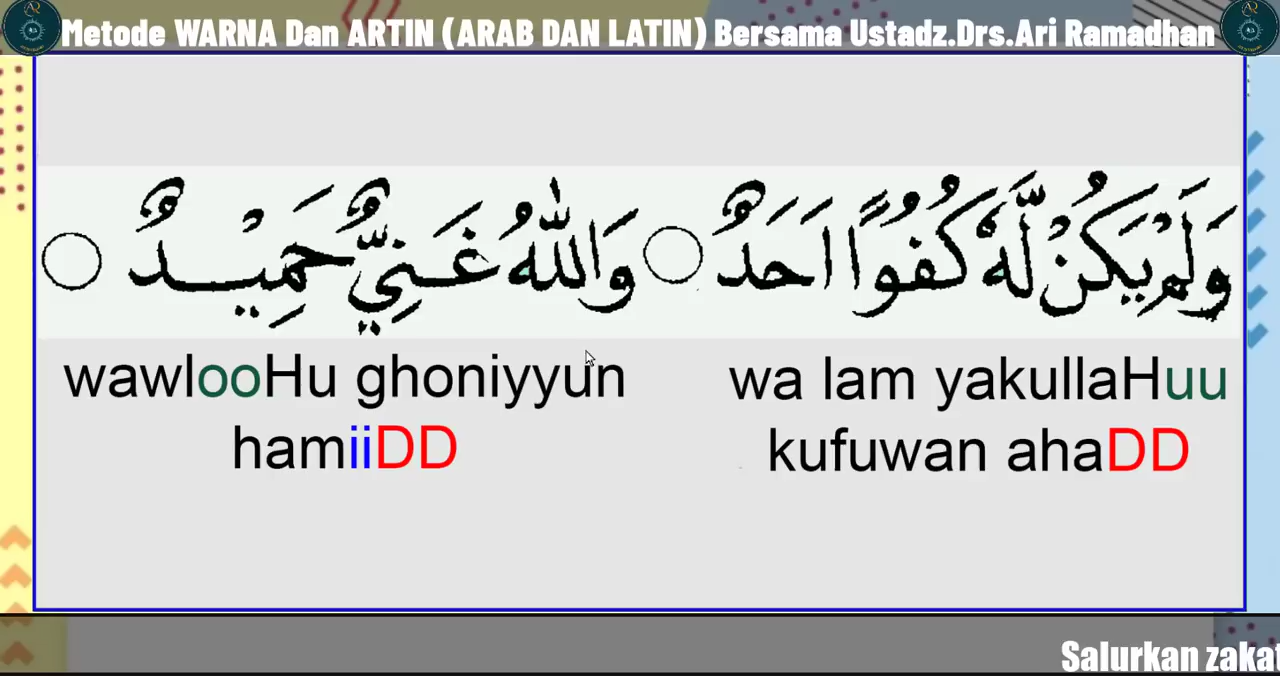 Metode WARNA Dan ARTIN (ARAB DAN LATIN) Bersama Ustadz.Drs.Ari Ramadhan
وَلَمْ يَكُنْ لَّهٗ كُفُوًا اَحَدٌ ○ وَاللّٰهُ غَنِيٌّ حَمِيْدٌ ○
wa lam yakullaHuu
kufuwan ahaDD
wawlooHu ghoniyyun
hamiiDD
Salurkan zakat